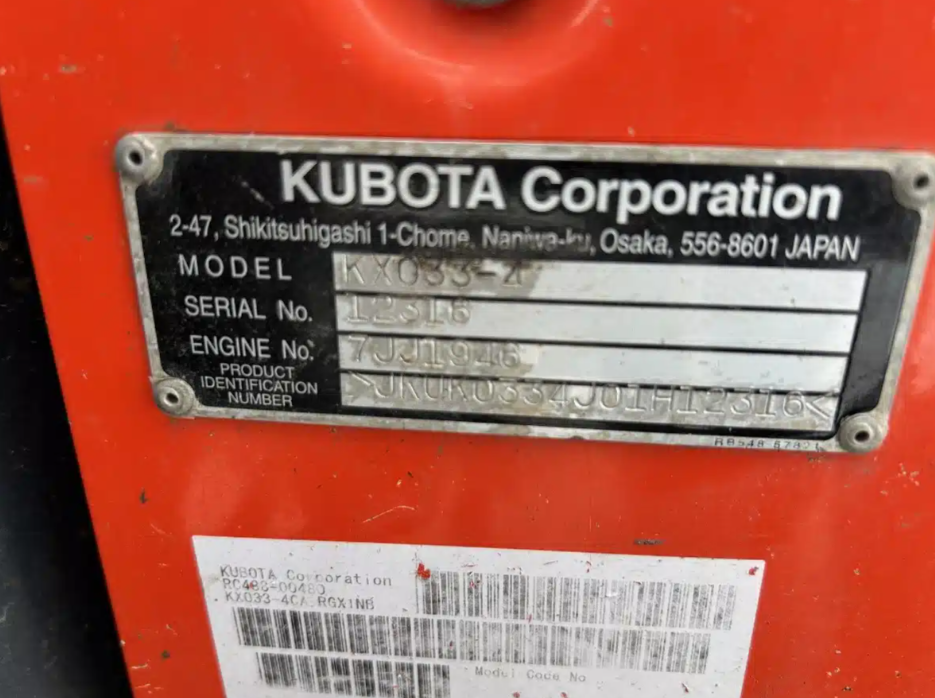 KUBOTA Corporation
2-47, Shikitsuhigashi 1-Chome, Naniwa-ku, Osaka, 556-8601 JAPAN
MODEL KX033-4
SERIAL No. 12316
ENGINE No. 7JJ1946
PRODUCT
IDENTIFICATION
NUMBER
>JKUK0334J01H12316<
KUBOTA Corporation
KX033-4CA
Model Code No